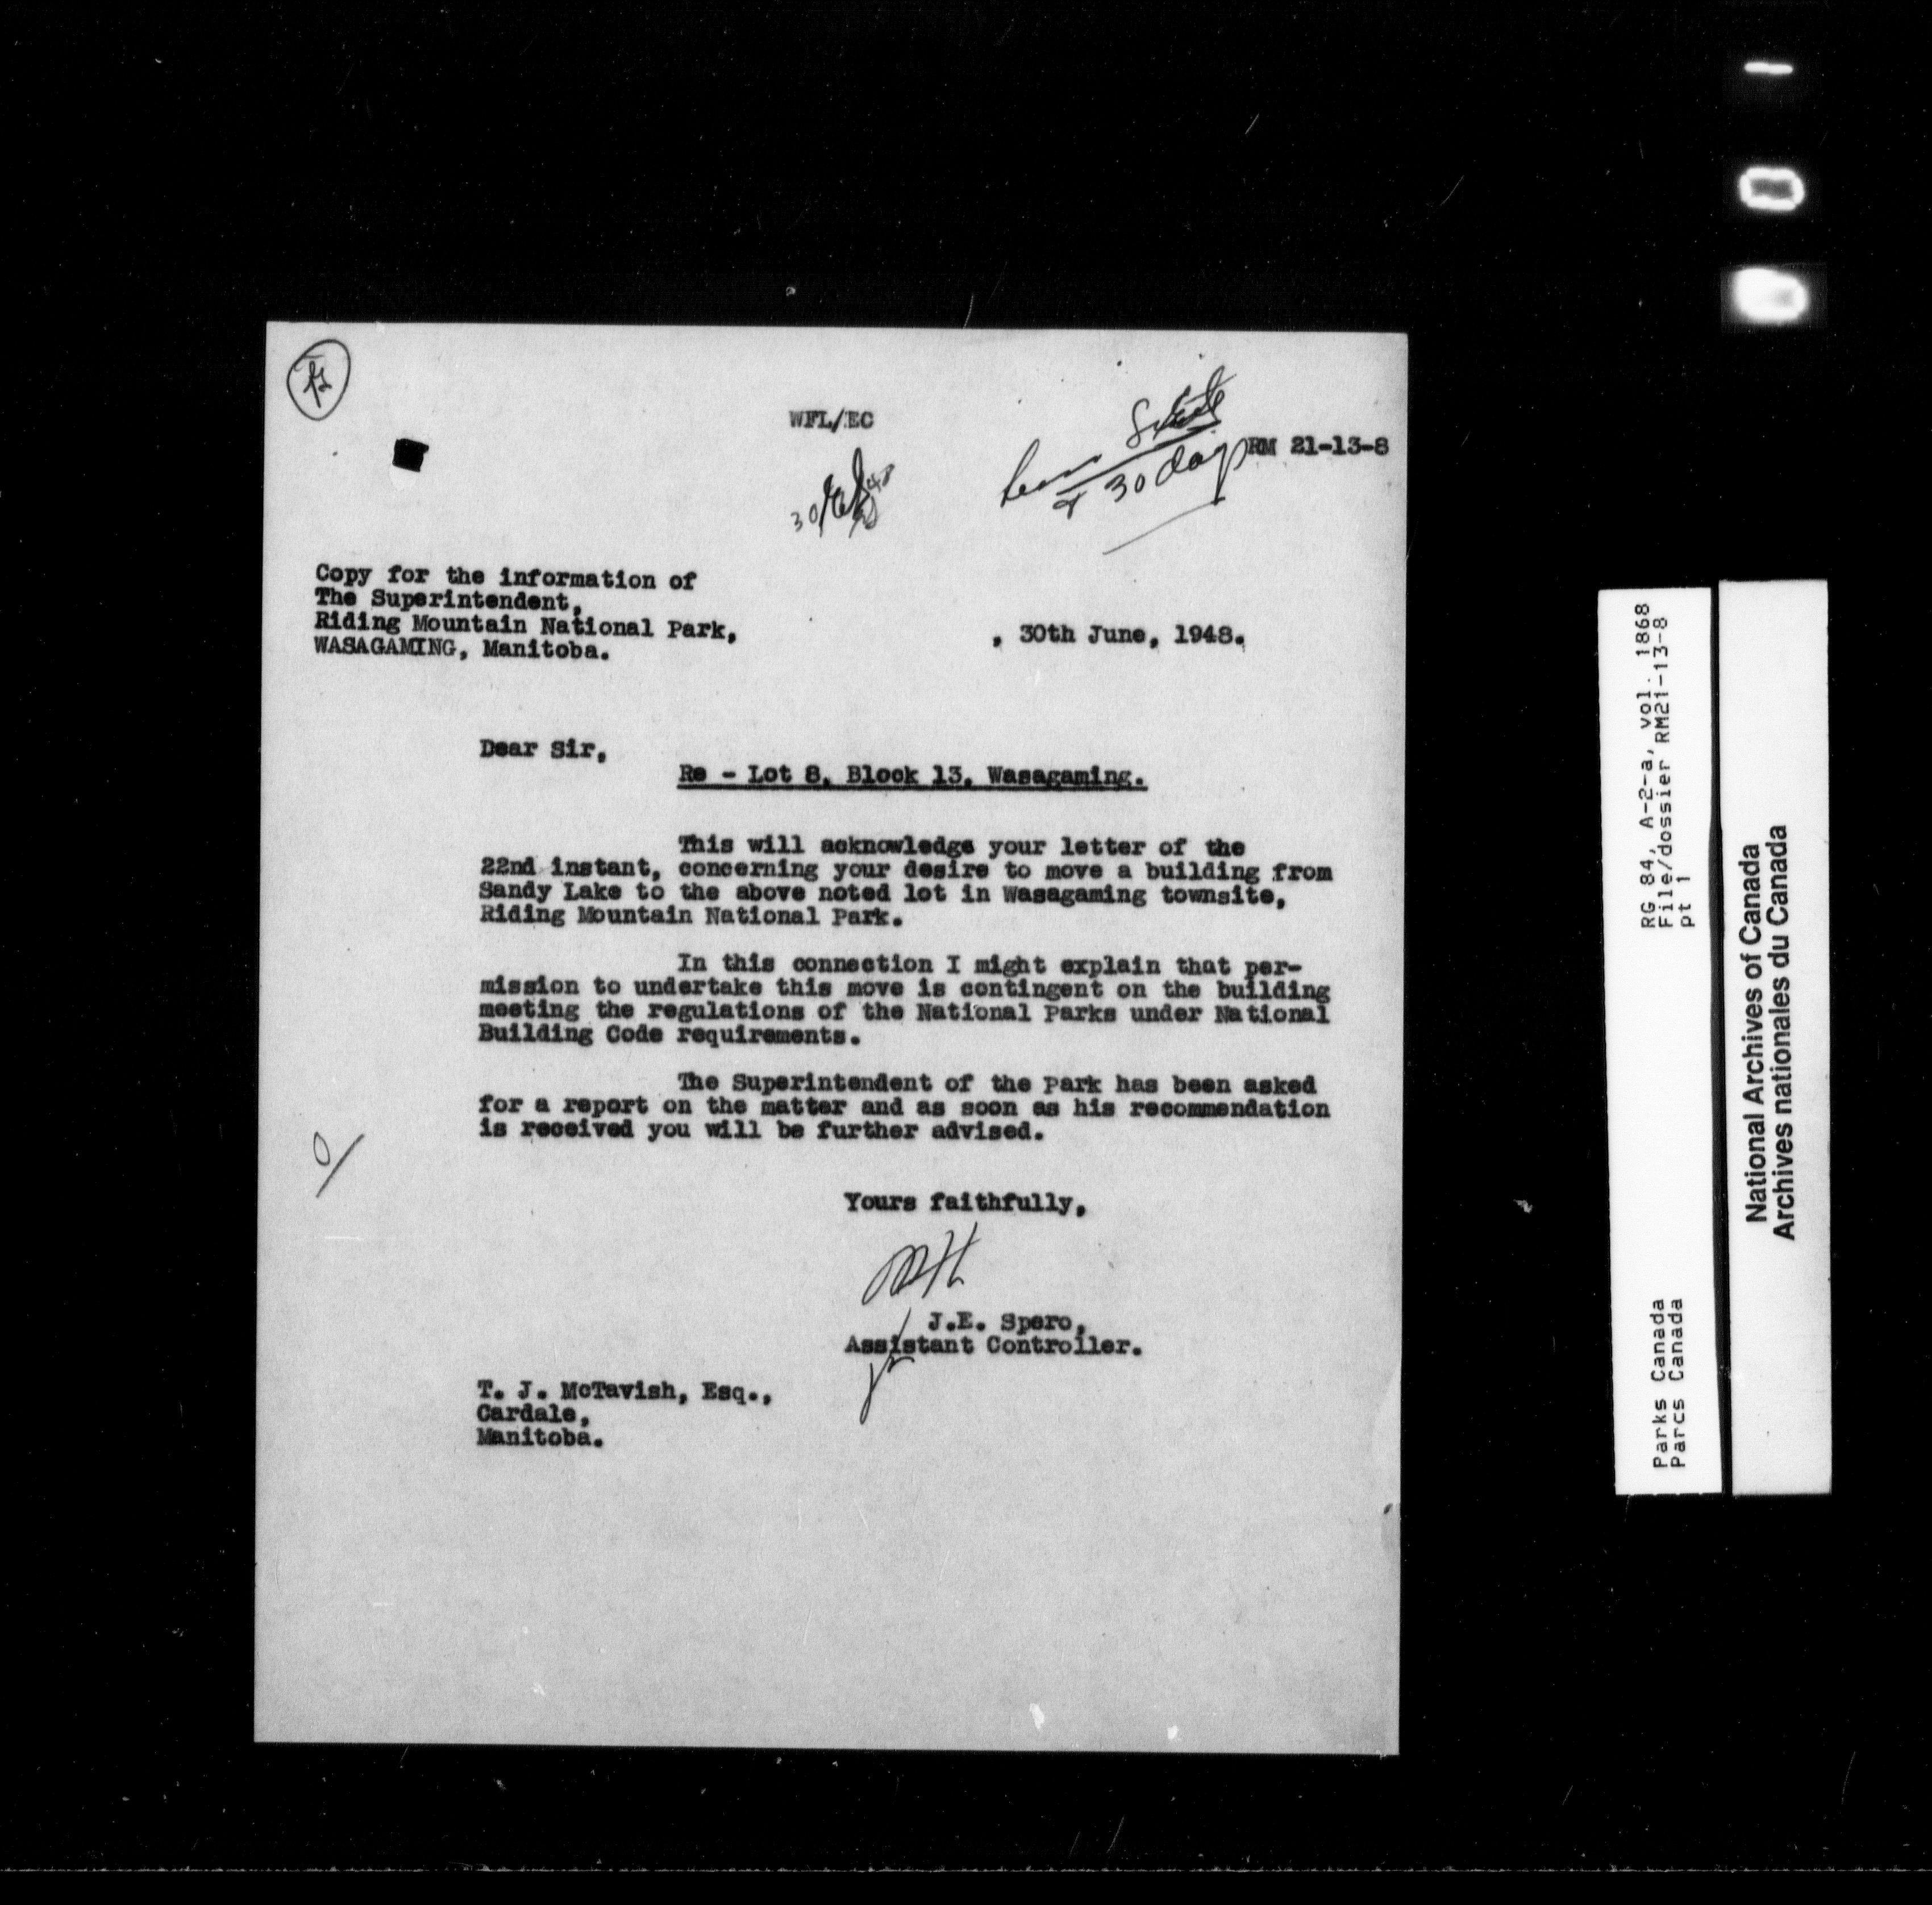 WFL/EC
30 days
RM 21-13-8
Copy for the information of
The Superintendent,
Riding Mountain National Park,
WASAGAMING, Manitoba.
, 30th June, 1948.
Dear Sir,
Re - Lot 8, Block 13, Wasagaming.
This will acknowledge your letter of the
22nd instant, concerning your desire to move a building from
Sandy Lake to the above noted lot in Wasagaming townsite,
Riding Mountain National Park.
In this connection I might explain that per-
mission to undertake this move is contingent on the building
meeting the regulations of the National Parks under National
Building Code requirements.
The Superintendent of the Park has been asked
for a report on the matter and as soon as his recommendation
is received you will be further advised.
Yours faithfully,
J.E. Spero,
Assistant Controller.
T. J. McTavish, Esq.,
Cardale,
Manitoba.
RG 84, A-2-a, vol. 1868
File/dossier RM21-13-8
pt 1
Parks Canada
Parcs Canada
National Archives of Canada
Archives nationales du Canada